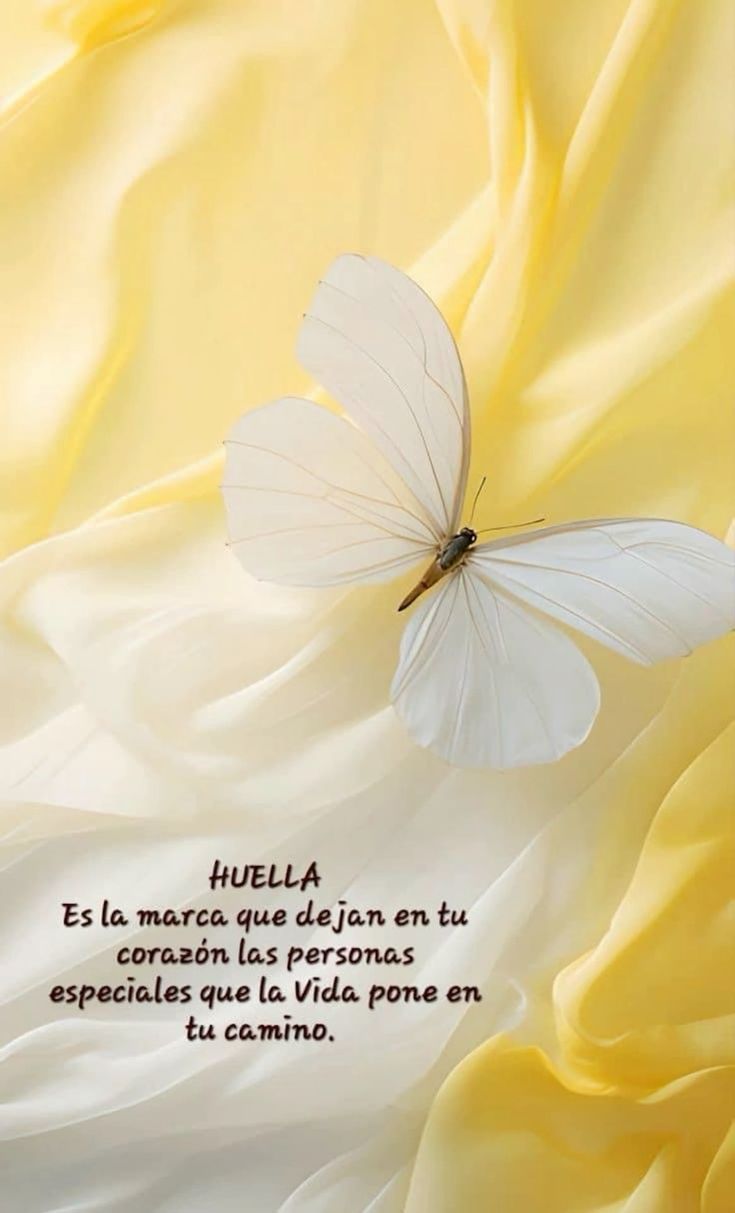 HUELLA
Es la marca que dejan en tu
corazón las personas
especiales que la Vida pone en
tu camino.